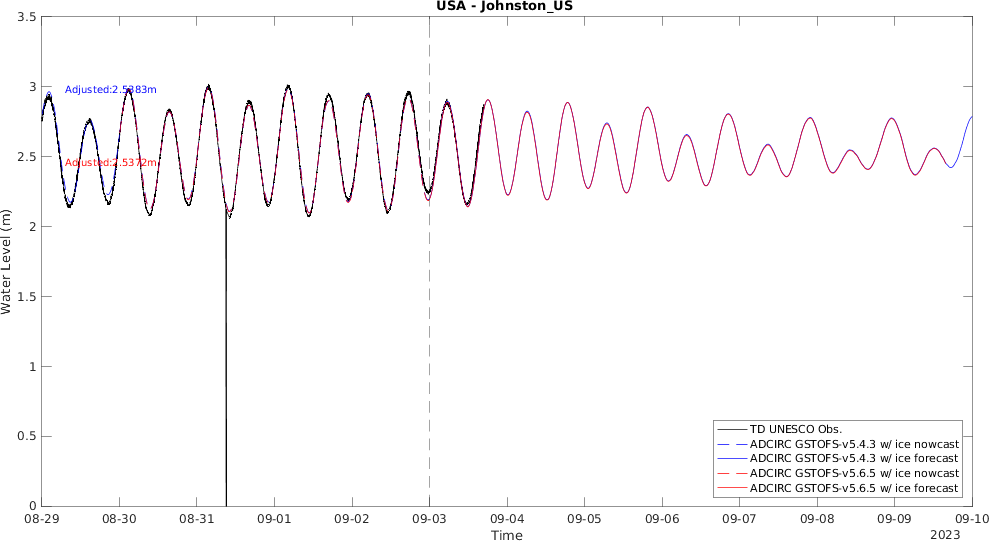 USA - Johnston_US
3.5
3
2.5
2
1.5
1
0.5
0
Water Level (m)
Adjusted:2.5383m
Adjusted:2.5372m
TD UNESCO Obs.
ADCIRC GSTOFS-v5.4.3 w/ ice nowcast
ADCIRC GSTOFS-v5.4.3 w/ ice forecast
ADCIRC GSTOFS-v5.6.5 w/ ice nowcast
ADCIRC GSTOFS-v5.6.5 w/ ice forecast
08-29 08-30 08-31 09-01 09-02 09-03 09-04 09-05 09-06 09-07 09-08 09-09 09-10
Time
2023